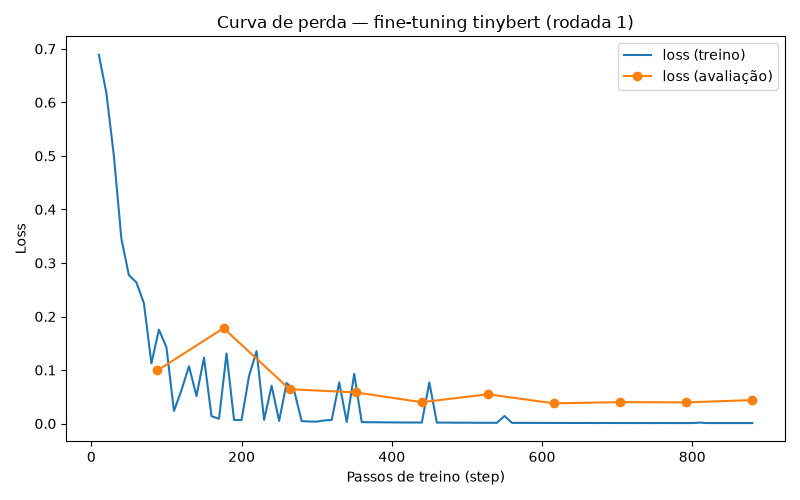 Curva de perda — fine-tuning tinybert (rodada 1)
loss (treino)
loss (avaliação)
Loss
0.7
0.6
0.5
0.4
0.3
0.2
0.1
0.0
0 200 400 600 800
Passos de treino (step)